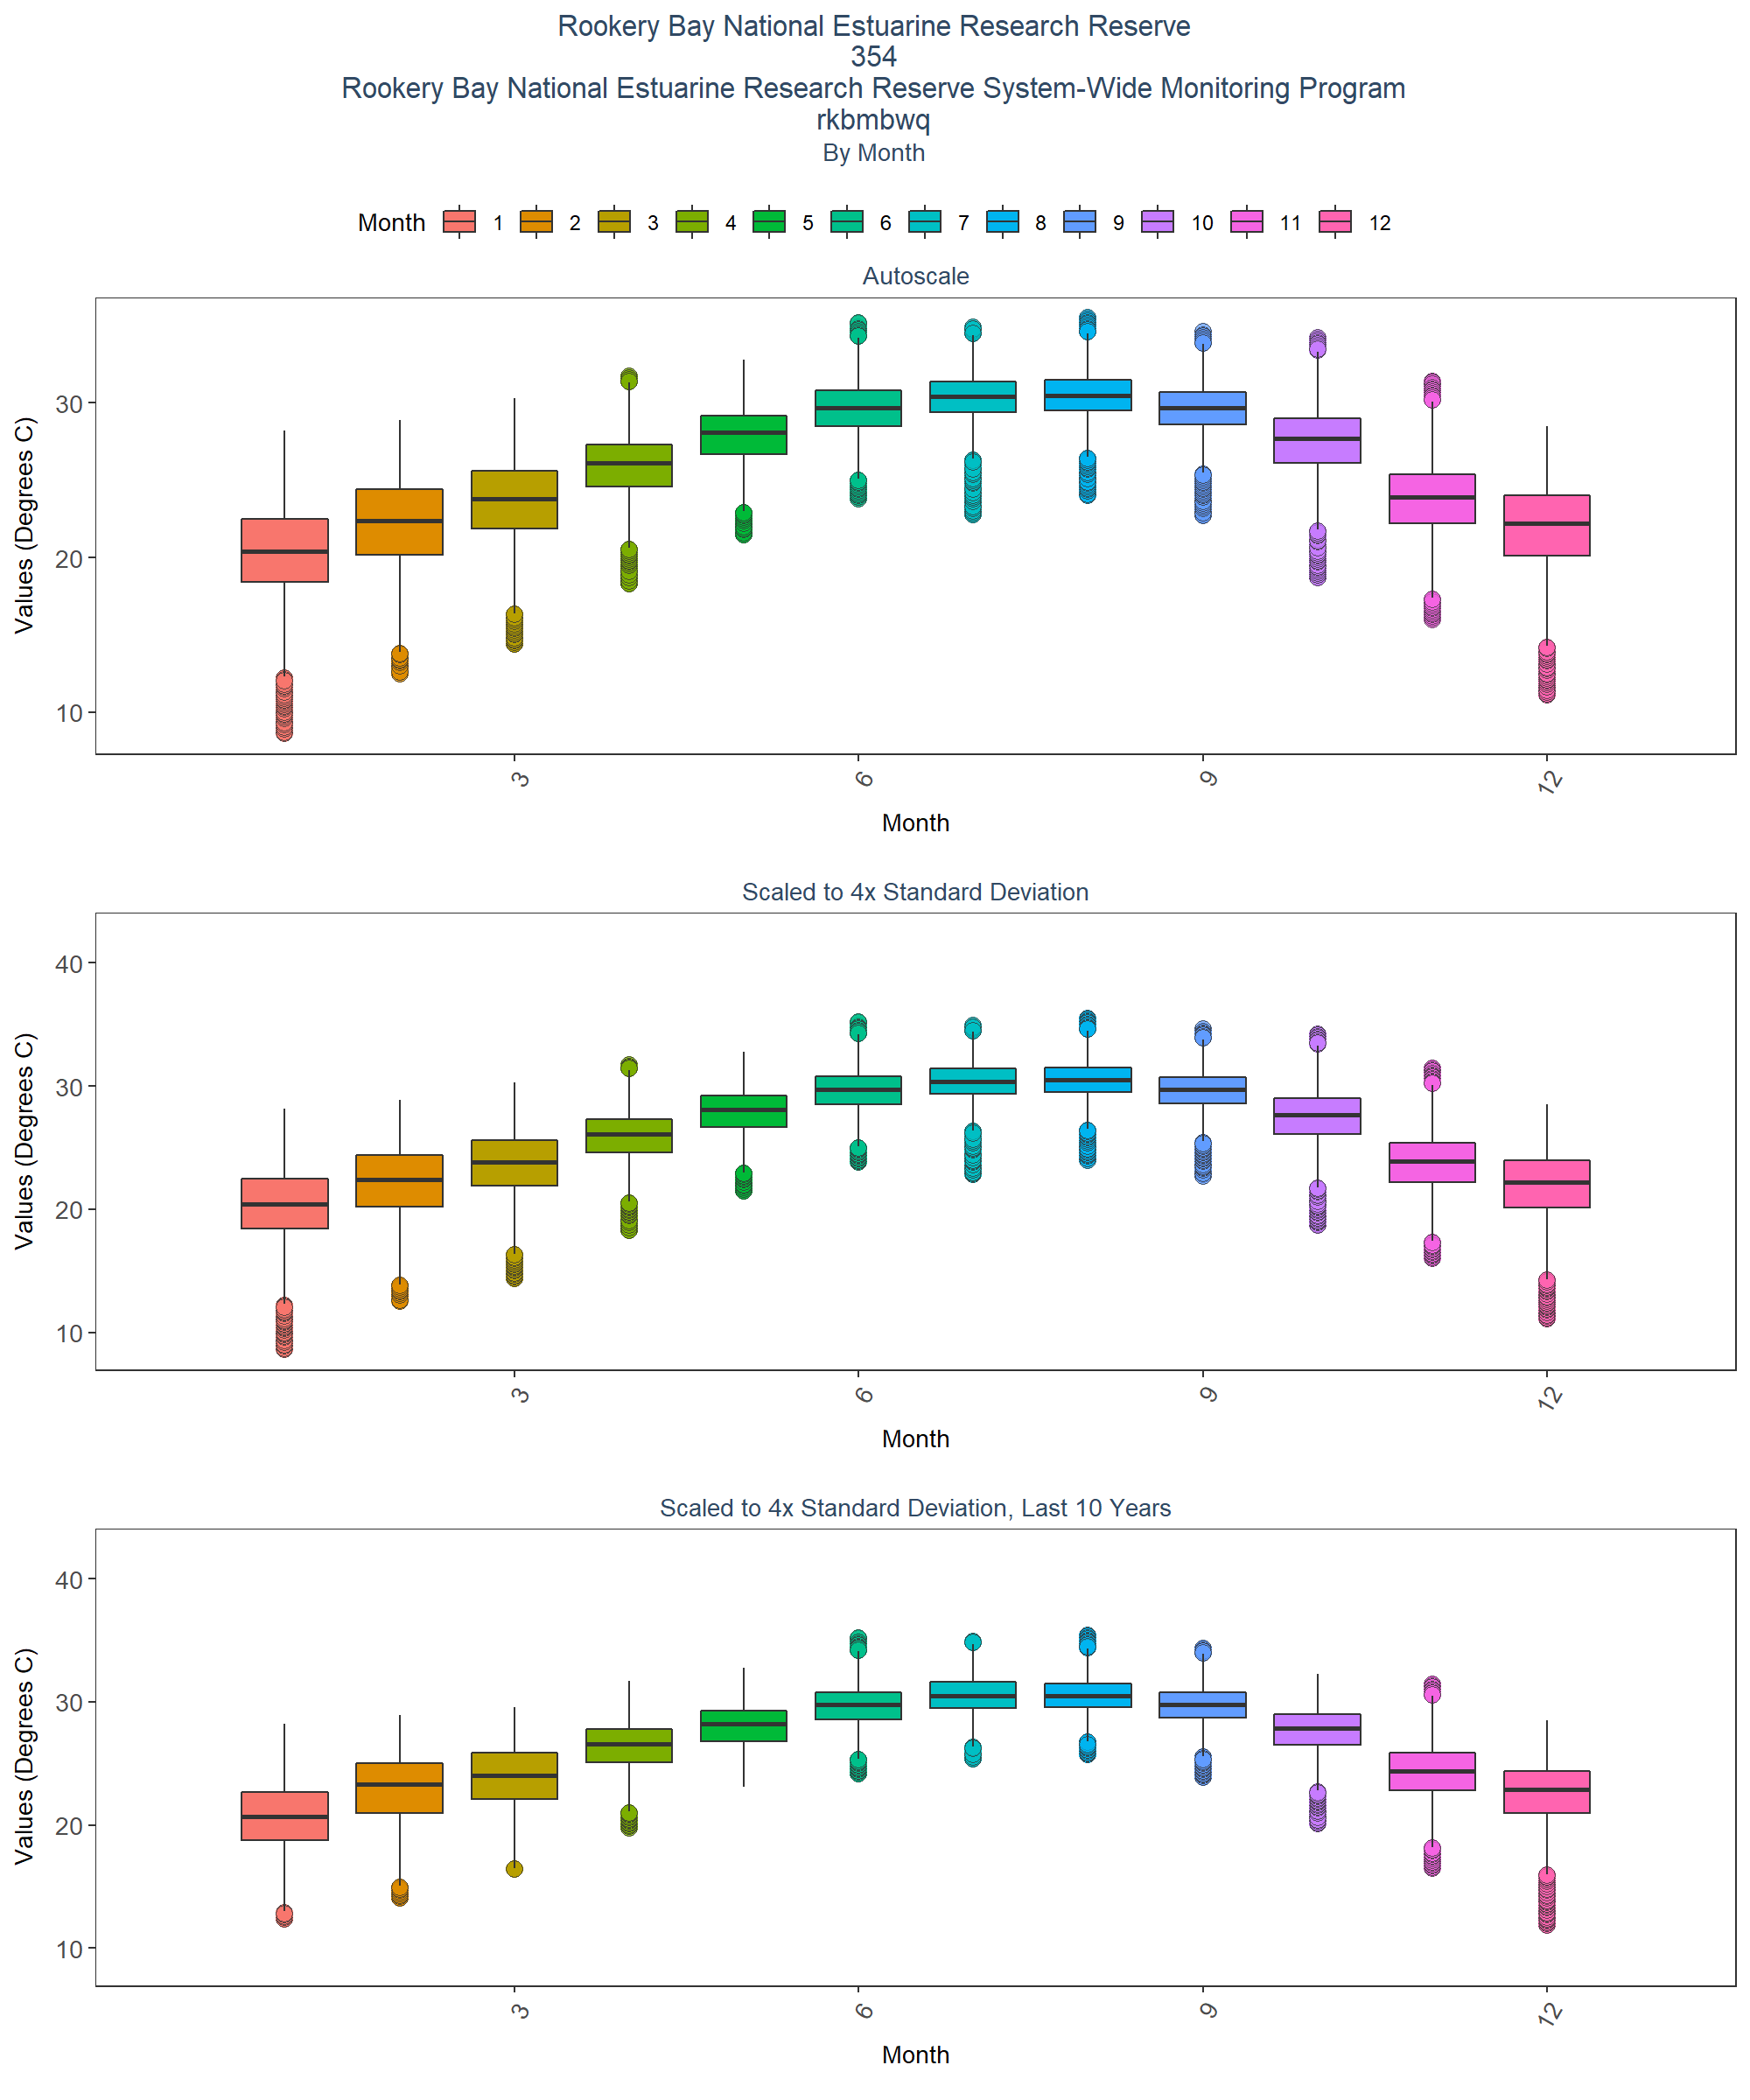 Rookery Bay National Estuarine Research Reserve
354
Rookery Bay National Estuarine Research Reserve System-Wide Monitoring Program
rkbmbwq
By Month
Month 1 2 3 4 5 6 7 8 9 10 11 12
Autoscale
Values (Degrees C)
30
20
10
3 6 9 12
Month
Scaled to 4x Standard Deviation
Values (Degrees C)
40
30
20
10
3 6 9 12
Month
Scaled to 4x Standard Deviation, Last 10 Years
Values (Degrees C)
40
30
20
10
3 6 9 12
Month